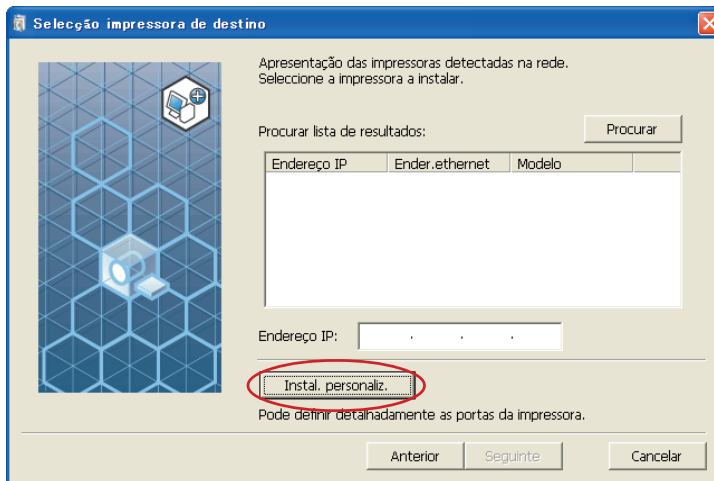 Selecção impressora de destino
Apresentação das impressoras detectadas na rede.
Seleccione a impressora a instalar.
Procurar lista de resultados:
Procurar
Endereço IP Ender.ethernet Modelo
Endereço IP: . . .
Instal. personaliz.
Pode definir detalhadamente as portas da impressora.
Anterior Seguinte Cancelar